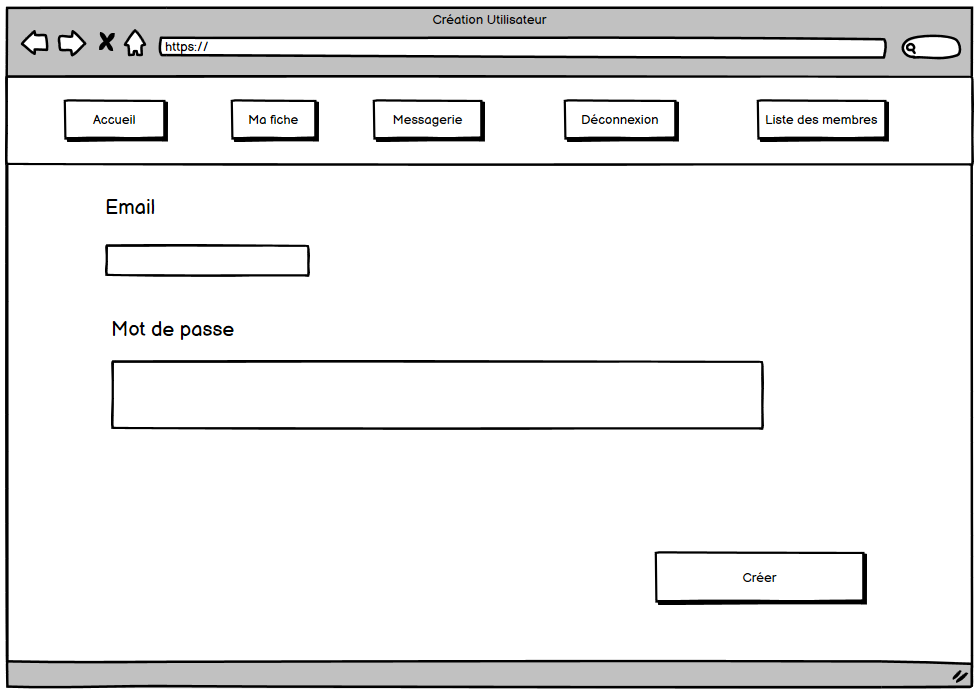 Création Utilisateur
https://
Accueil
Ma fiche
Messagerie
Déconnexion
Liste des membres
Email
Mot de passe
Créer